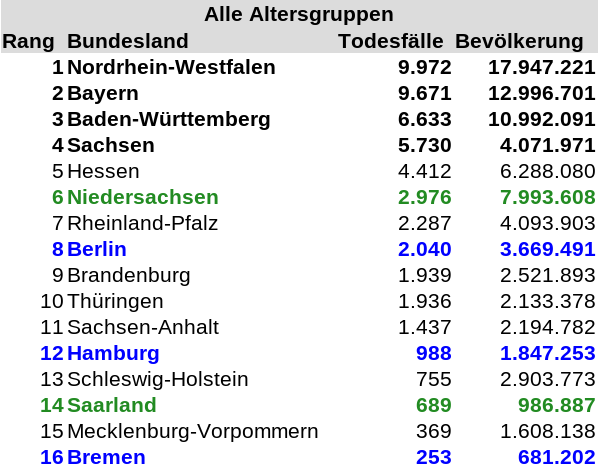 Alle Altersgruppen
Rang Bundesland Todesfälle Bevölkerung
1 Nordrhein-Westfalen 9.972 17.947.221
2 Bayern 9.671 12.996.701
3 Baden-Württemberg 6.633 10.992.091
4 Sachsen 5.730 4.071.971
5 Hessen 4.412 6.288.080
6 Niedersachsen 2.976 7.993.608
7 Rheinland-Pfalz 2.287 4.093.903
8 Berlin 2.040 3.669.491
9 Brandenburg 1.939 2.521.893
10 Thüringen 1.936 2.133.378
11 Sachsen-Anhalt 1.437 2.194.782
12 Hamburg 988 1.847.253
13 Schleswig-Holstein 755 2.903.773
14 Saarland 689 986.887
15 Mecklenburg-Vorpommern 369 1.608.138
16 Bremen 253 681.202